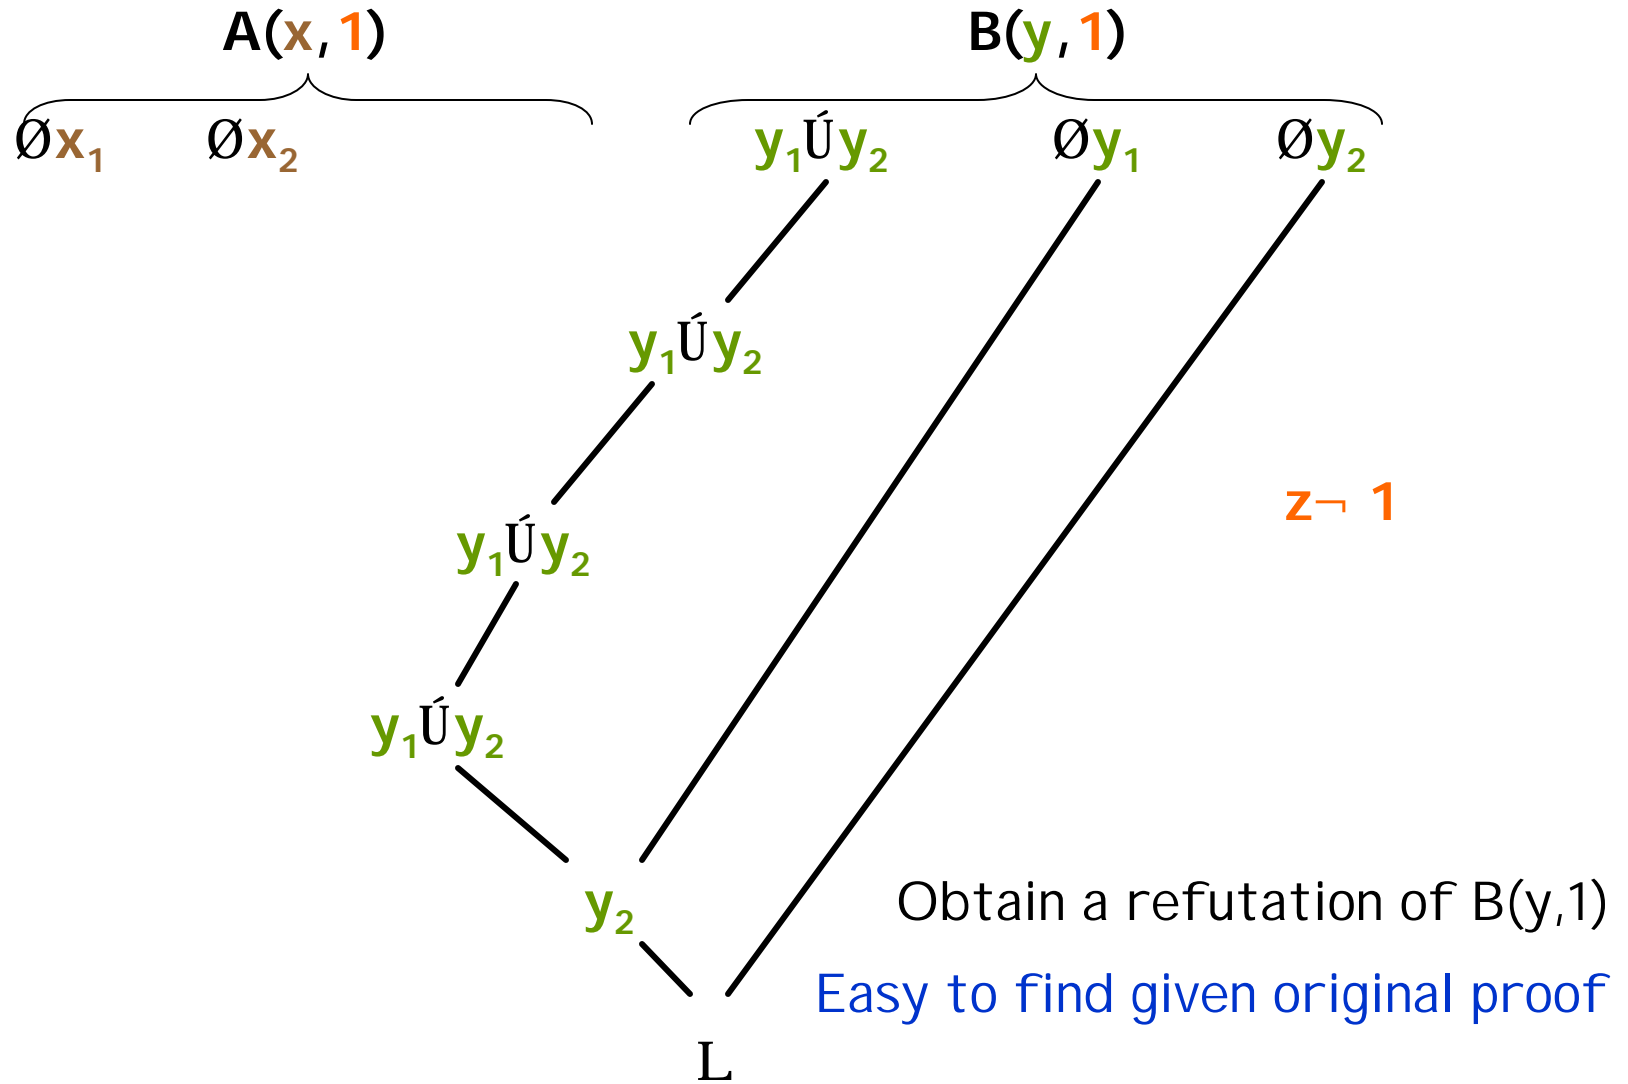 A(x,1) B(y,1)
Øx₁ Øx₂ y₁Úy₂ Øy₁ Øy₂
y₁Úy₂
z¬ 1
y₁Úy₂
y₁Úy₂
y₂
Obtain a refutation of B(y,1)
Easy to find given original proof
L